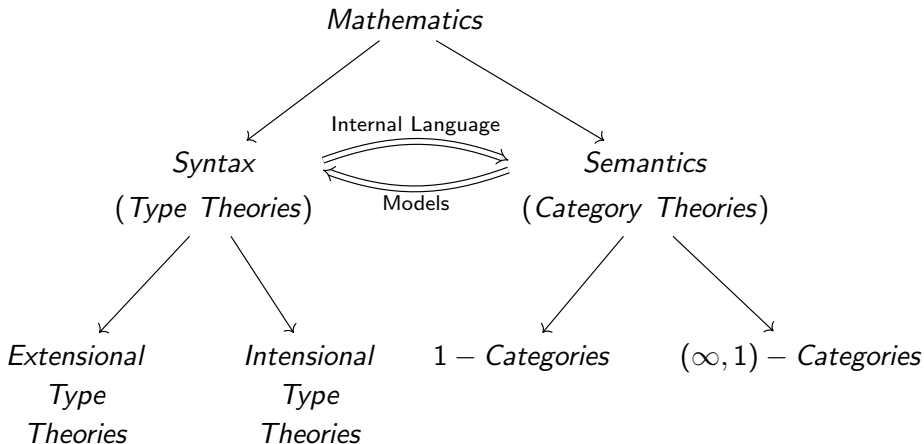 Mathematics
Internal Language
Syntax
Semantics
(Type Theories)
Models
(Category Theories)
Extensional
Type
Theories
Intensional
Type
Theories
1 − Categories
(∞, 1) − Categories